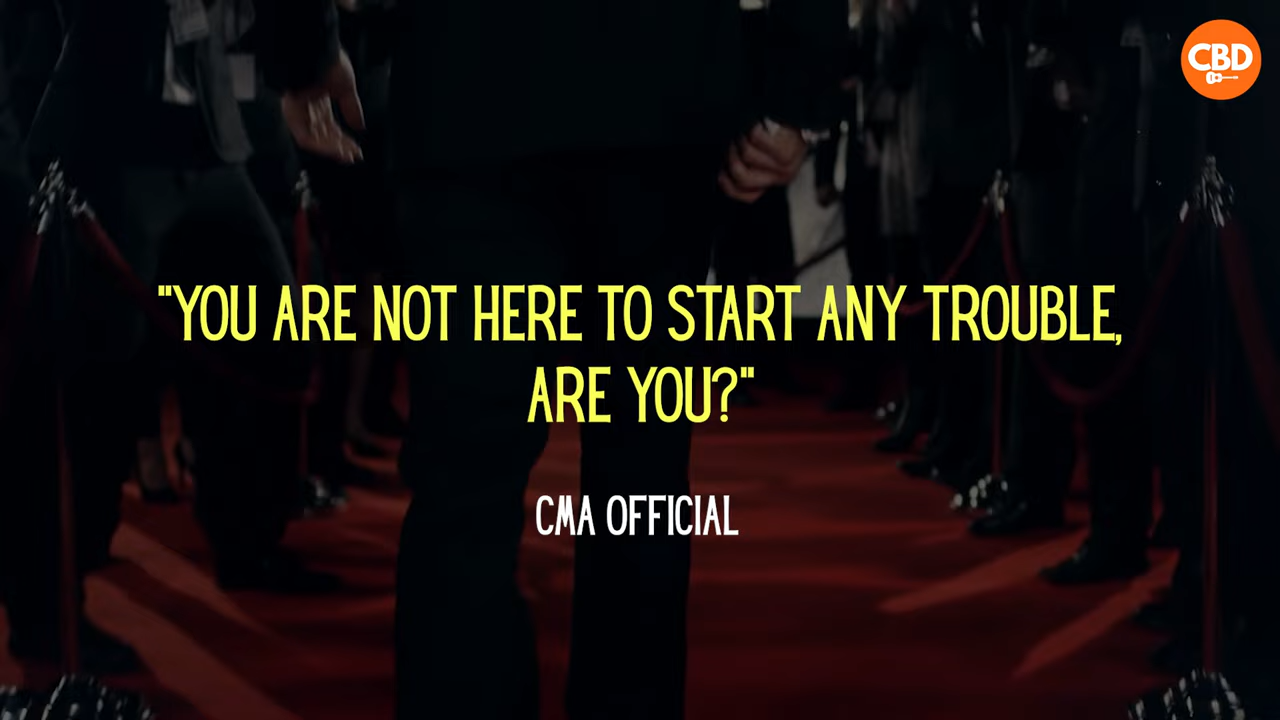 CBD
"YOU ARE NOT HERE TO START ANY TROUBLE,
ARE YOU?"
CMA OFFICIAL